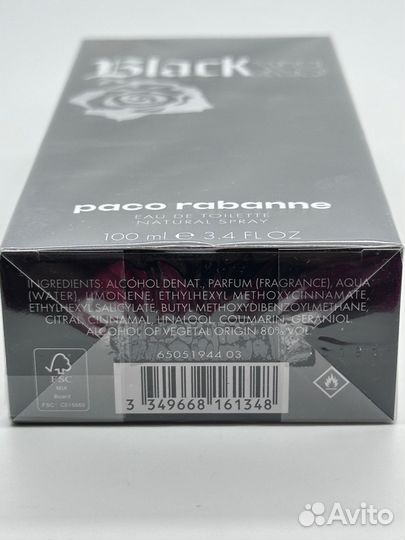 Black XS
paco rabanne
EAU DE TOILETTE
NATURAL SPRAY
100 ml e 3.4 FL OZ
INGREDIENTS: ALCOHOL DENAT., PARFUM (FRAGRANCE), AQUA
(WATER), LIMONENE, ETHYLHEXYL METHOXYCINNAMATE,
ETHYLHEXYL SALICYLATE, BUTYL METHOXYDIBENZOYLMETHANE,
CITRAL, CINNAMAL, LINALOOL, COUMARIN, GERANIOL
ALCOHOL OF VEGETAL ORIGIN 80% VOL
65051944 03
FSC
MIX
Board
3 349668 161348
Avito